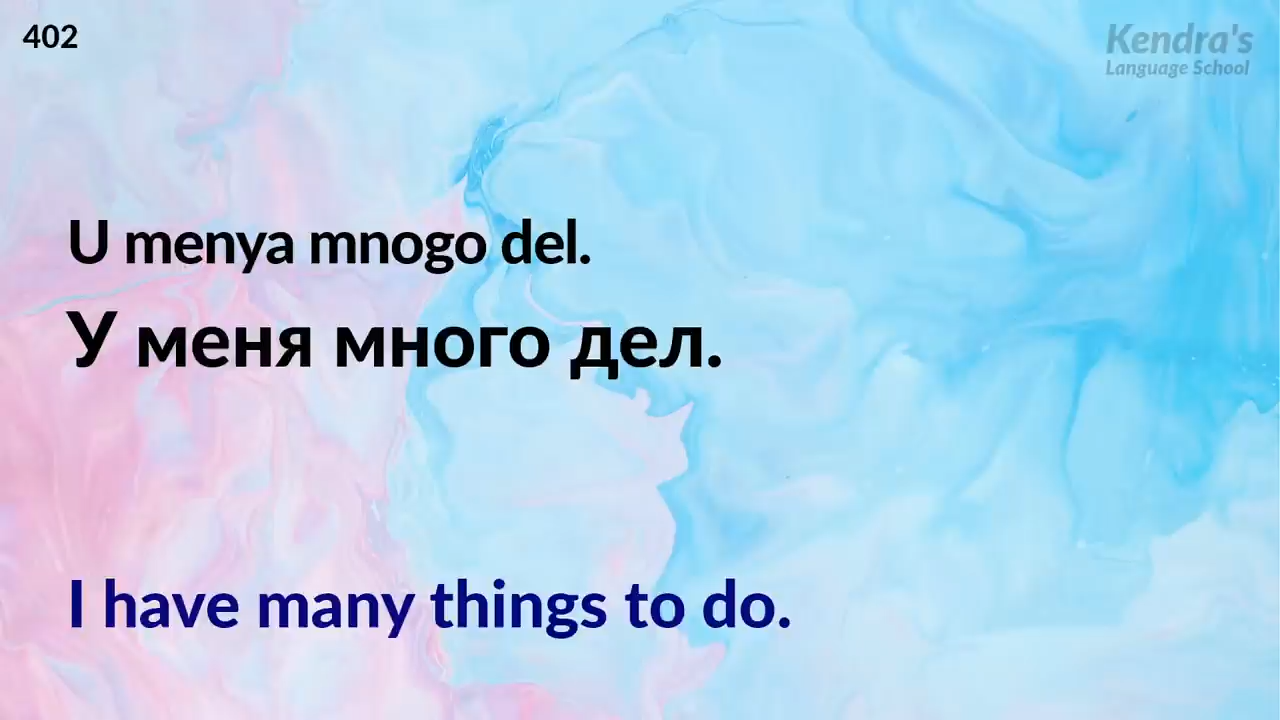 402
Kendra's
Language School
U menya mnogo del.
У меня много дел.
I have many things to do.